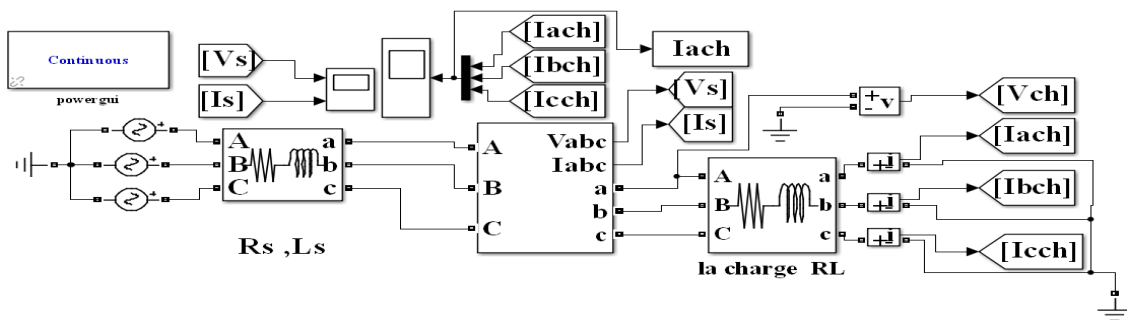 Continuous
powergui
[Vs]
[Is]
[Iach]
[Ibch]
[Icch]
Iach
[Vs]
[Is]
+
-
v
[Vch]
+
+
+
A
B
C
a
b
c
Rs ,Ls
A
B
C
Vabc
Iabc
a
b
c
A
B
C
a
b
c
la charge RL
+ i
[Iach]
+ i
[Ibch]
+ i
[Icch]